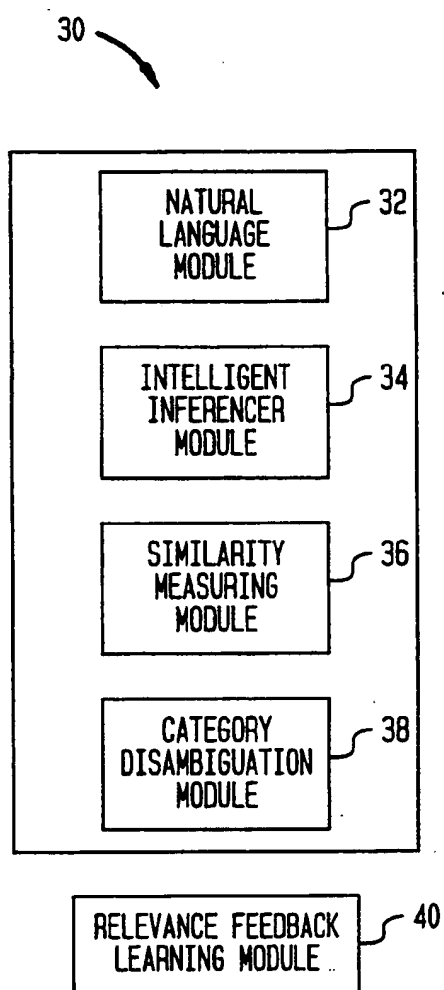 30
NATURAL
LANGUAGE
MODULE
32
INTELLIGENT
INFERENCER
MODULE
34
SIMILARITY
MEASURING
MODULE
36
CATEGORY
DISAMBIGUATION
MODULE
38
RELEVANCE FEEDBACK
LEARNING MODULE
40